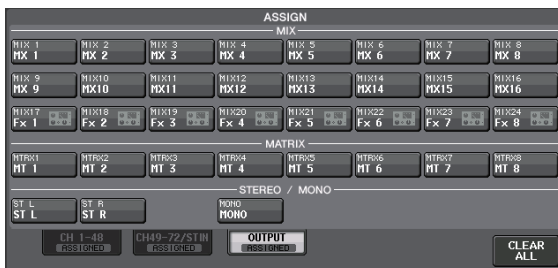 ASSIGN
MIX
MIX 1 MIX 2 MIX 3 MIX 4 MIX 5 MIX 6 MIX 7 MIX 8
MX 1 MX 2 MX 3 MX 4 MX 5 MX 6 MX 7 MX 8
MIX 9 MIX10 MIX11 MIX12 MIX13 MIX14 MIX15 MIX16
MX 9 MX10 MX11 MX12 MX13 MX14 MX15 MX16
MIX17 MIX18 MIX19 MIX20 MIX21 MIX22 MIX23 MIX24
Fx 1 Fx 2 Fx 3 Fx 4 Fx 5 Fx 6 Fx 7 Fx 8
MATRIX
MTRX1 MTRX2 MTRX3 MTRX4 MTRX5 MTRX6 MTRX7 MTRX8
MT 1 MT 2 MT 3 MT 4 MT 5 MT 6 MT 7 MT 8
STEREO / MONO
ST L ST R MONO
ST L ST R MONO
CH 1-48 CH49-72/STIN OUTPUT
ASSIGNED ASSIGNED ASSIGNED
CLEAR
ALL